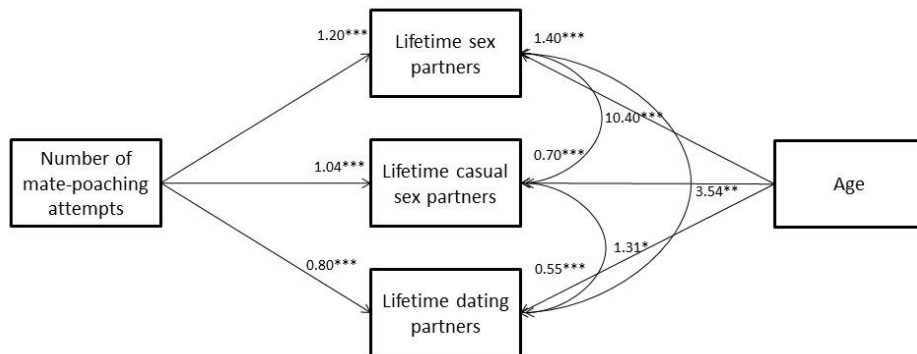 1.20***
Lifetime sex
partners
1.40***
10.40***
Number of
mate-poaching
attempts
1.04***
Lifetime casual
sex partners
0.70***
3.54**
Age
0.80***
Lifetime dating
partners
0.55***
1.31*